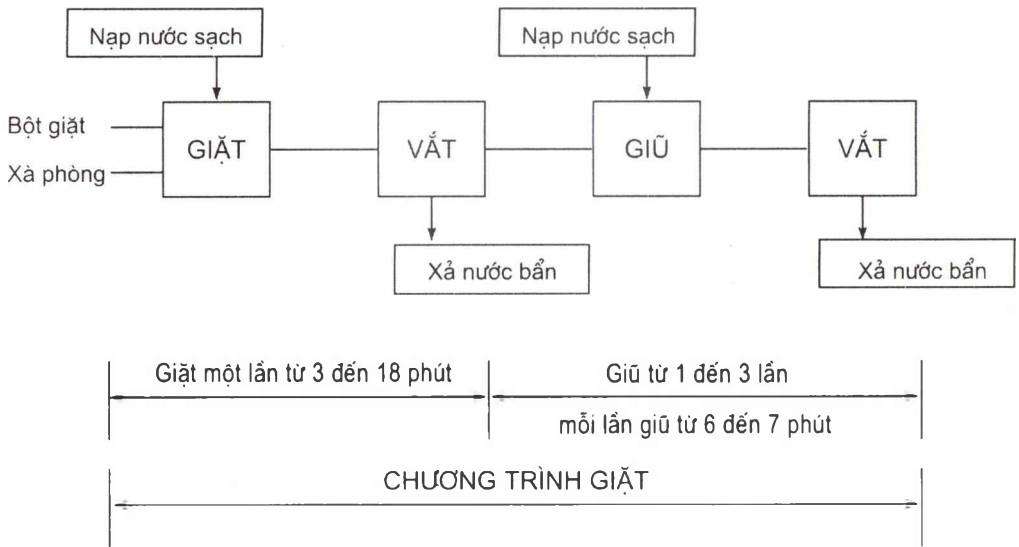 Nạp nước sạch
Nạp nước sạch
Bột giặt
Xà phòng
GIẶT
VẮT
GIŨ
VẮT
Xả nước bẩn
Xả nước bẩn
Giặt một lần từ 3 đến 18 phút
Giũ từ 1 đến 3 lần
mỗi lần giũ từ 6 đến 7 phút
CHƯƠNG TRÌNH GIẶT